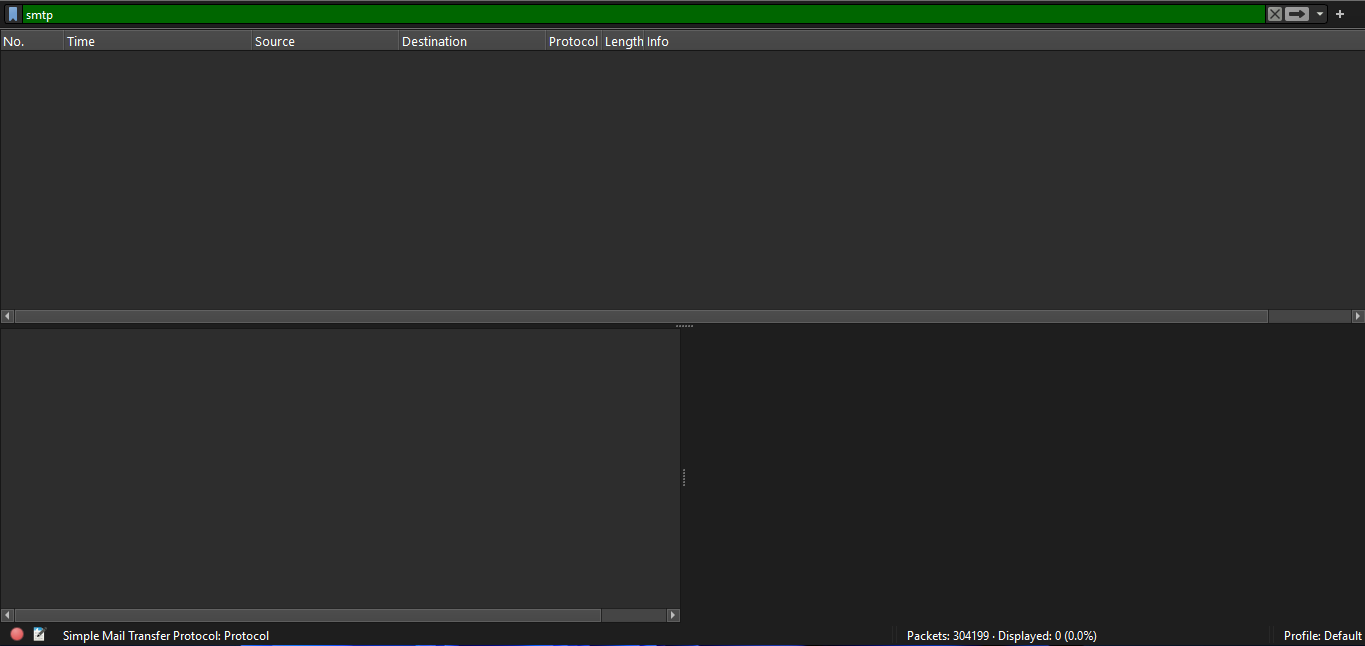 smtp
No. Time Source Destination Protocol Length Info
Simple Mail Transfer Protocol: Protocol Packets: 304199 · Displayed: 0 (0.0%) Profile: Default